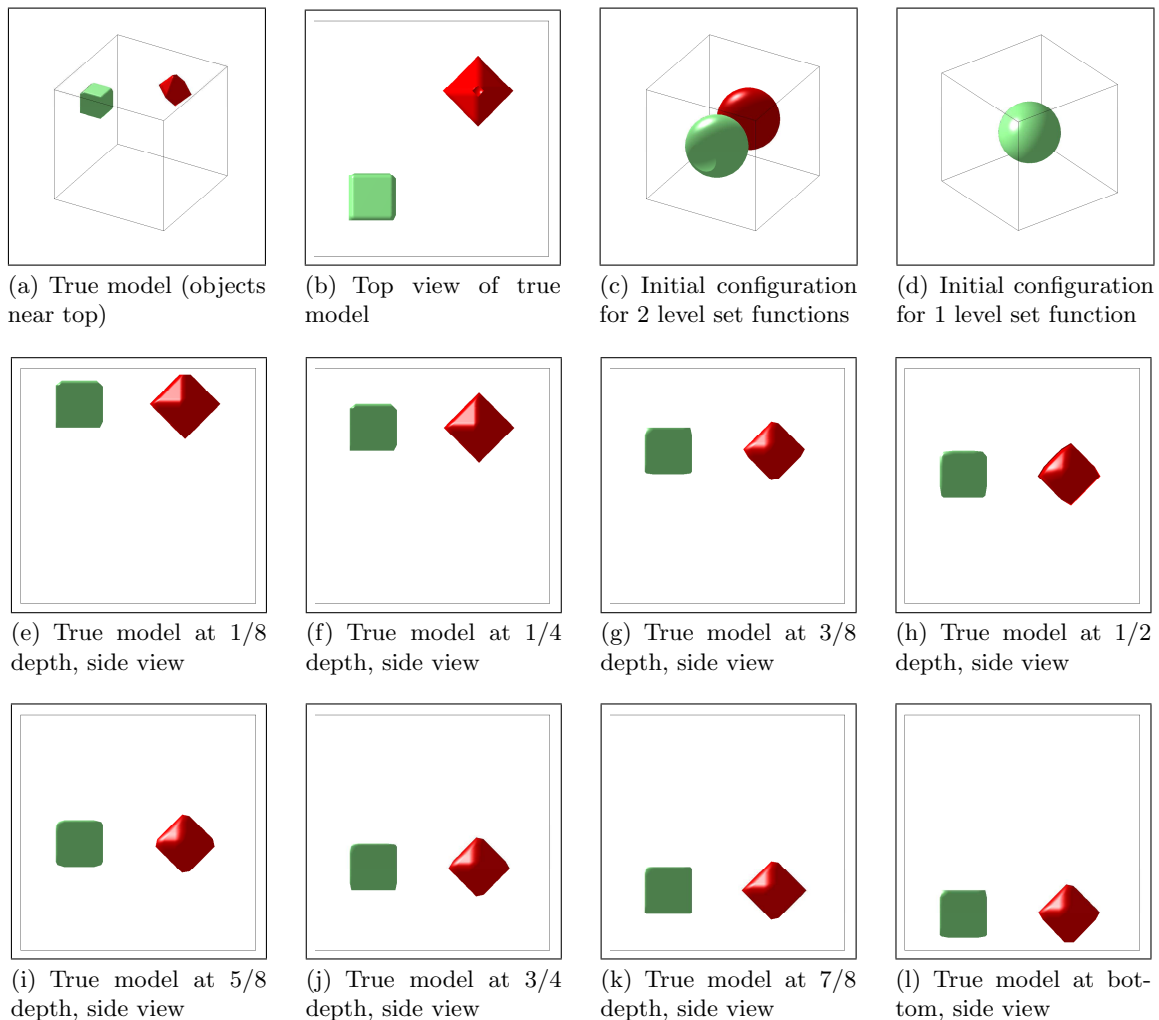 (a) True model (objects
near top)
(b) Top view of true
model
(c) Initial configuration
for 2 level set functions
(d) Initial configuration
for 1 level set function
(e) True model at 1/8
depth, side view
(f) True model at 1/4
depth, side view
(g) True model at 3/8
depth, side view
(h) True model at 1/2
depth, side view
(i) True model at 5/8
depth, side view
(j) True model at 3/4
depth, side view
(k) True model at 7/8
depth, side view
(l) True model at bot-
tom, side view